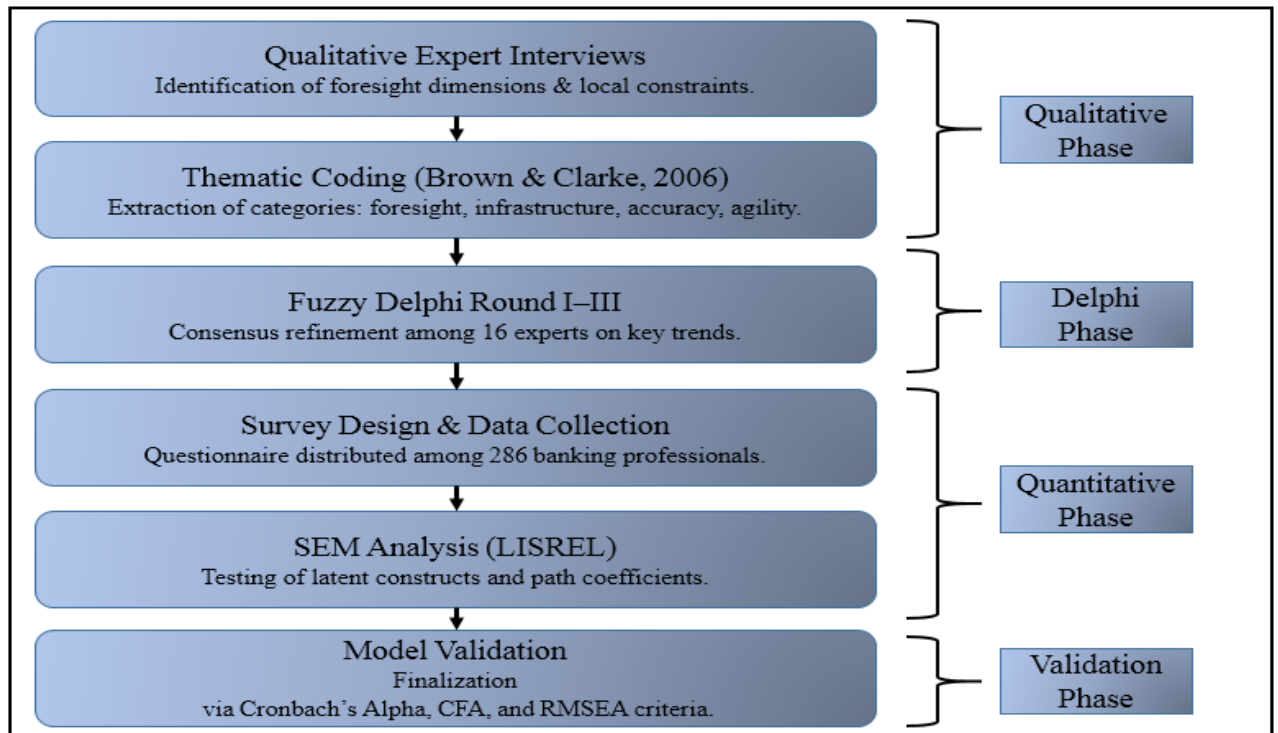 Qualitative Expert Interviews
Identification of foresight dimensions & local constraints.
Thematic Coding (Brown & Clarke, 2006)
Extraction of categories: foresight, infrastructure, accuracy, agility.
Qualitative
Phase
Fuzzy Delphi Round I–III
Consensus refinement among 16 experts on key trends.
Delphi
Phase
Survey Design & Data Collection
Questionnaire distributed among 286 banking professionals.
SEM Analysis (LISREL)
Testing of latent constructs and path coefficients.
Quantitative
Phase
Model Validation
Finalization
via Cronbach's Alpha, CFA, and RMSEA criteria.
Validation
Phase